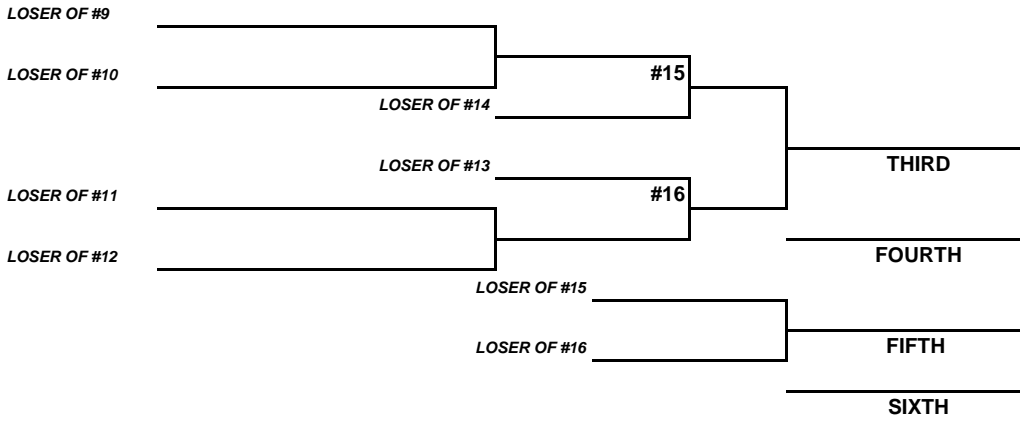 LOSER OF #9
LOSER OF #10
#15
LOSER OF #14
THIRD
LOSER OF #13
LOSER OF #11
#16
FOURTH
LOSER OF #12
LOSER OF #15
FIFTH
LOSER OF #16
SIXTH